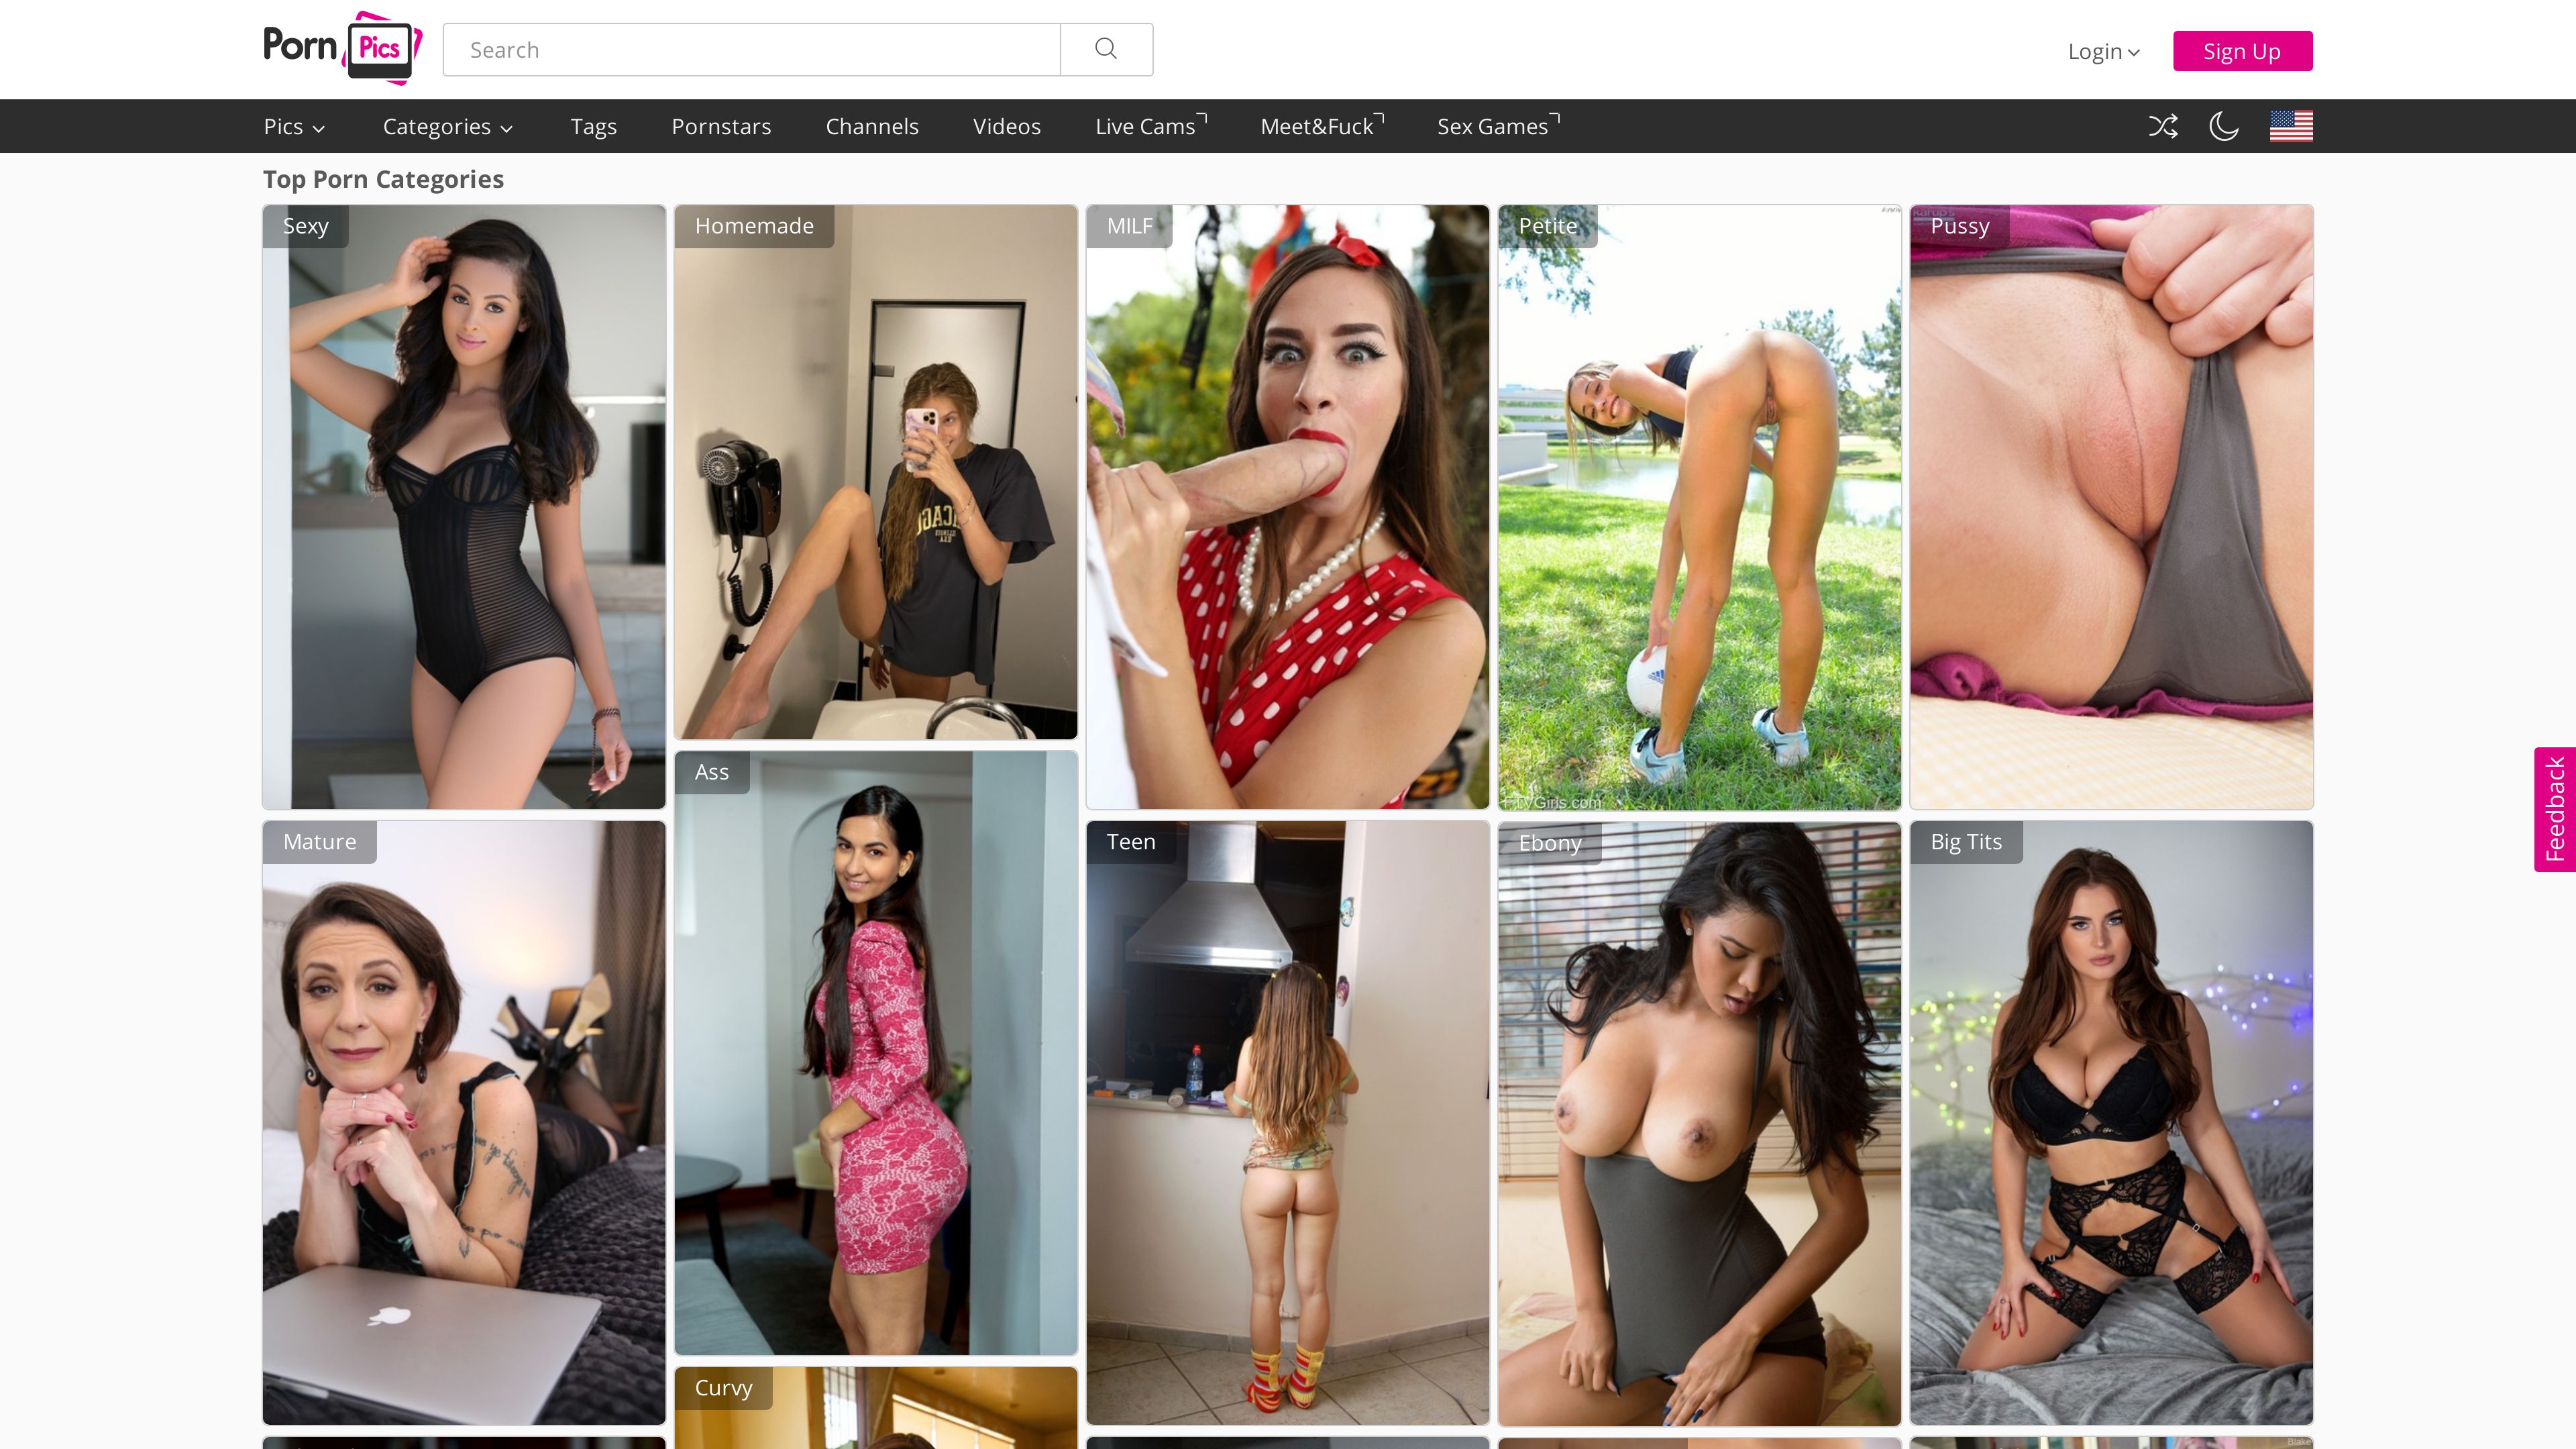 Porn Pics
Search
Login
Sign Up
Pics
Categories
Tags
Pornstars
Channels
Videos
Live Cams
Meet&Fuck
Sex Games
Top Porn Categories
Sexy
Homemade
MILF
Petite
Pussy
Ass
Mature
Teen
Ebony
Big Tits
Curvy
Feedback
FTVGirls.com